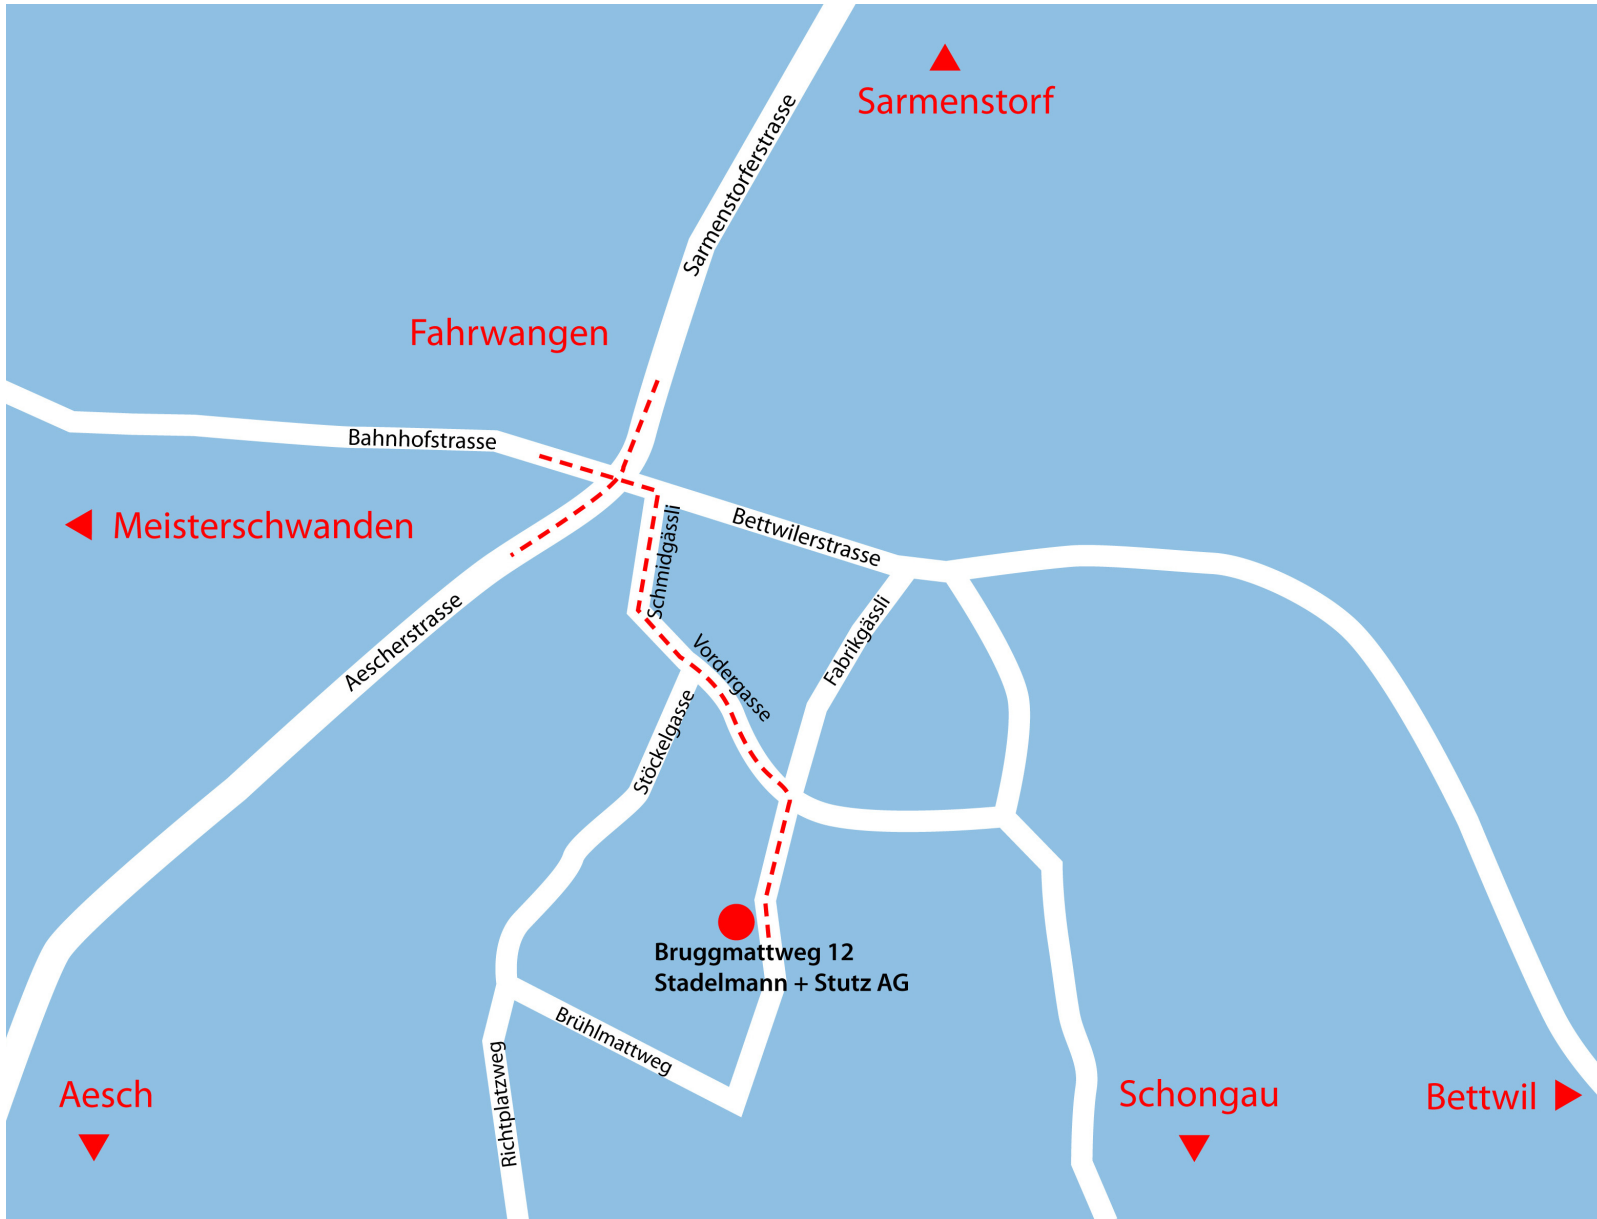 Sarmenstorf
Sarmenstorferstrasse
Fahrwangen
Bahnhofstrasse
Meisterschwanden
Bettwilerstrasse
Schmidgässli
Aescherstrasse
Vordergasse
Fabrikgässli
Stöckelgasse
Bruggmattweg 12
Stadelmann + Stutz AG
Brühlmattweg
Richtplatzweg
Aesch
Schongau
Bettwil